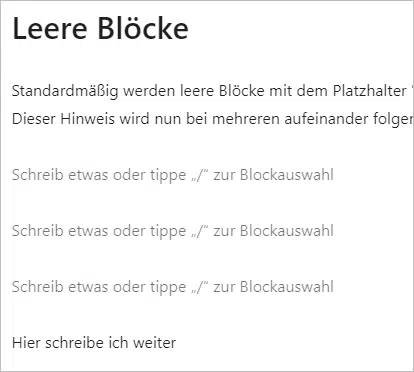 Leere Blöcke
Standardmäßig werden leere Blöcke mit dem Platzhalter
Dieser Hinweis wird nun bei mehreren aufeinander folger
Schreib etwas oder tippe „/“ zur Blockauswahl
Schreib etwas oder tippe „/“ zur Blockauswahl
Schreib etwas oder tippe „/“ zur Blockauswahl
Hier schreibe ich weiter